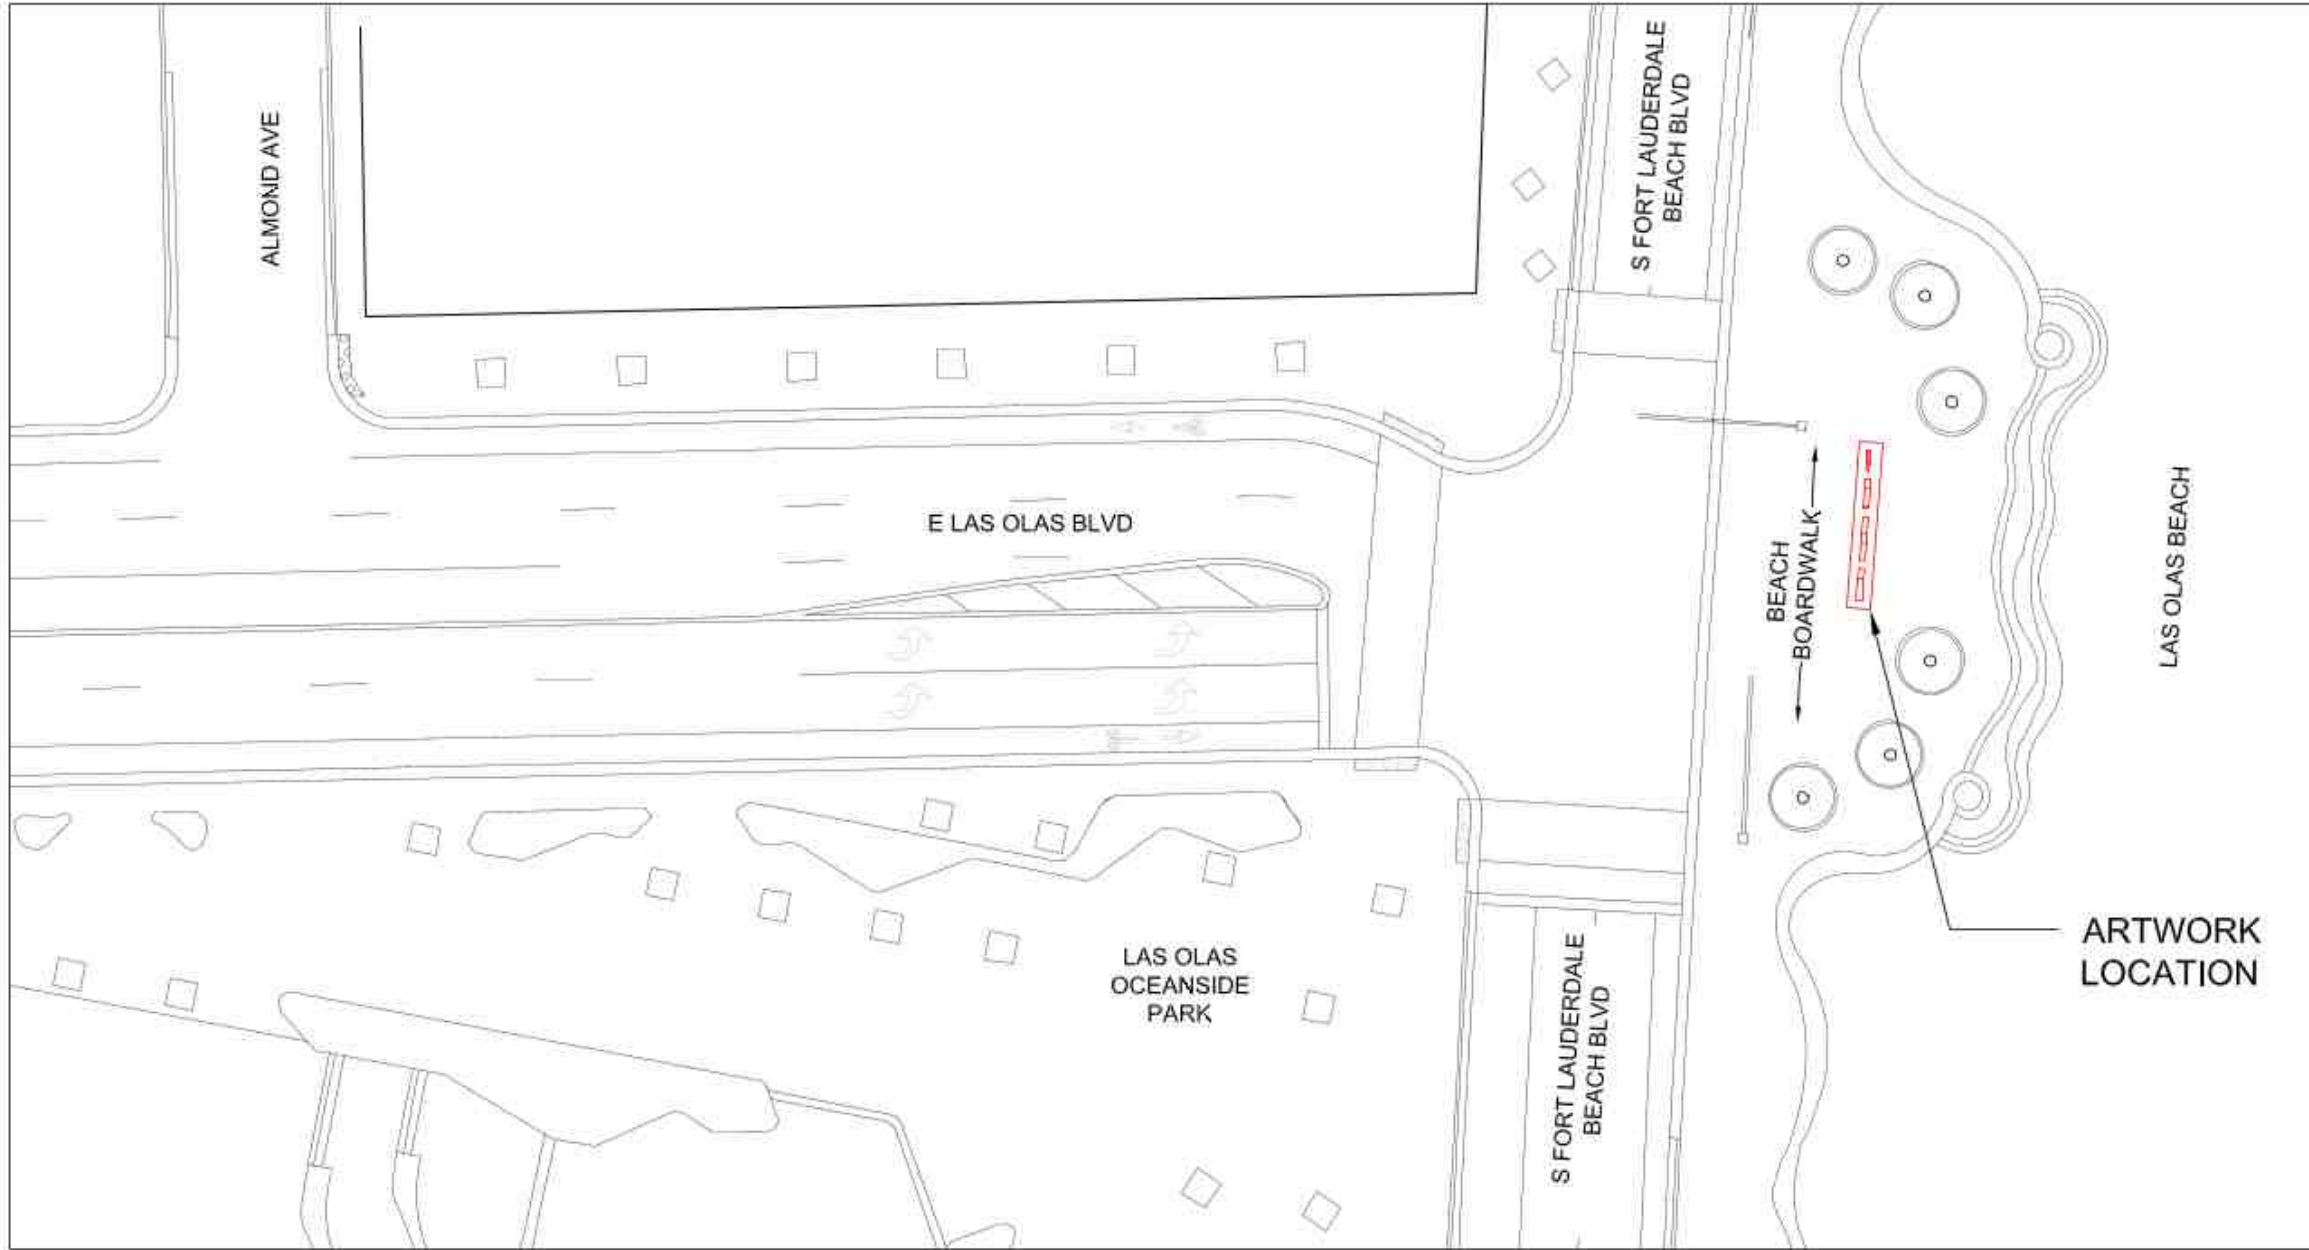 ALMOND AVE
S FORT LAUDERDALE
BEACH BLVD
E LAS OLAS BLVD
BEACH
BOARDWALK
LAS OLAS BEACH
LAS OLAS
OCEANSIDE
PARK
S FORT LAUDERDALE
BEACH BLVD
ARTWORK
LOCATION